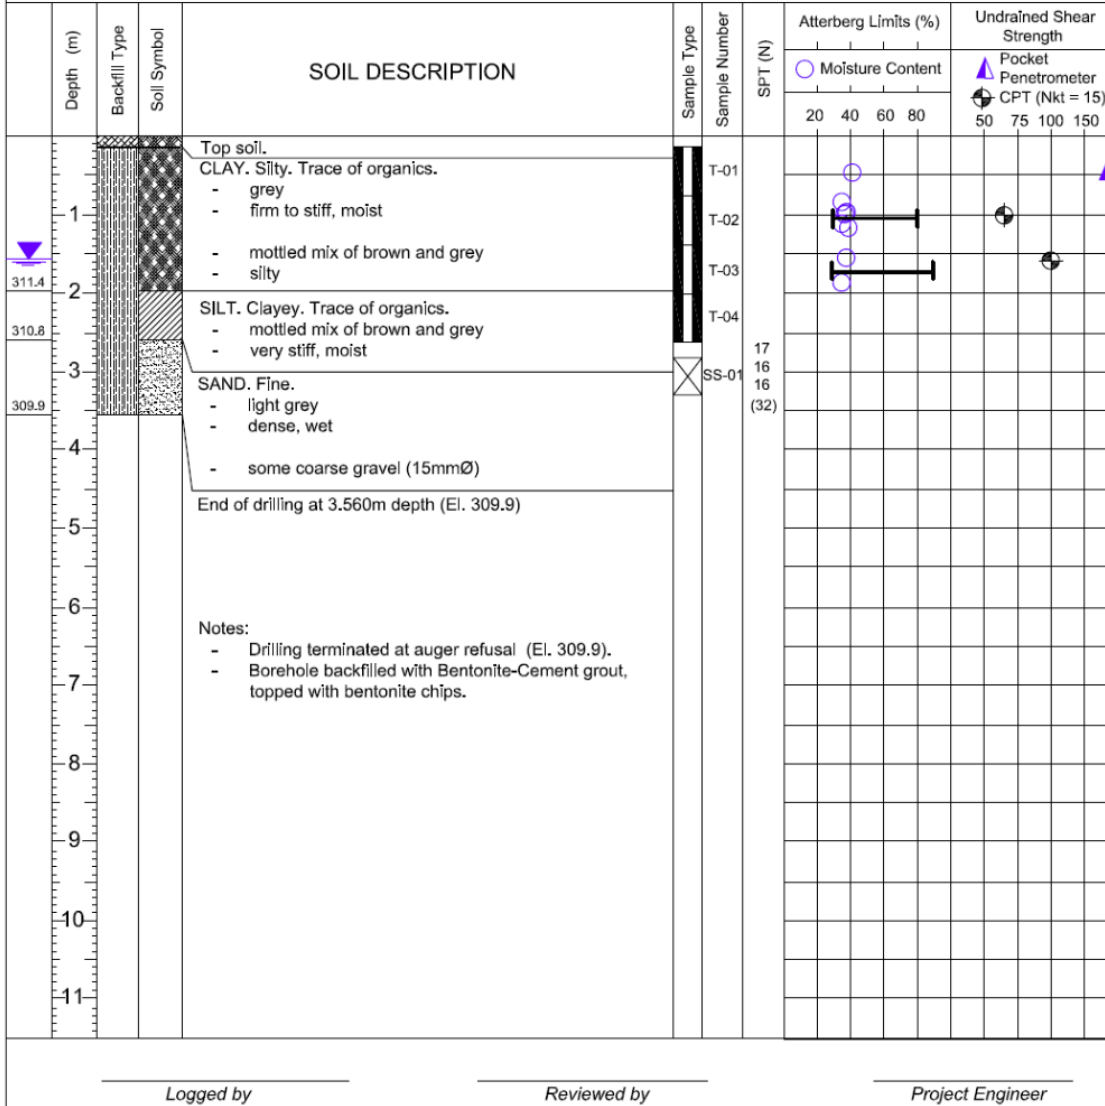 Depth (m)
Backfill Type
Soil Symbol
SOIL DESCRIPTION
Sample Type
Sample Number
SPT (N)
Atterberg Limits (%)
Moisture Content
20 40 60 80
Undrained Shear
Strength
Pocket
Penetrometer
CPT (Nkt = 15)
50 75 100 150
Top soil.
CLAY. Silty. Trace of organics.
- grey
- firm to stiff, moist
- mottled mix of brown and grey
- silty
SILT. Clayey. Trace of organics.
- mottled mix of brown and grey
- very stiff, moist
SAND. Fine.
- light grey
- dense, wet
- some coarse gravel (15mmØ)
End of drilling at 3.560m depth (El. 309.9)
Notes:
- Drilling terminated at auger refusal (El. 309.9).
- Borehole backfilled with Bentonite-Cement grout,
topped with bentonite chips.
311.4
310.8
309.9
1
2
3
4
5
6
7
8
9
10
11
T-01
T-02
T-03
T-04
SS-01
17
16
16
(32)
Logged by
Reviewed by
Project Engineer